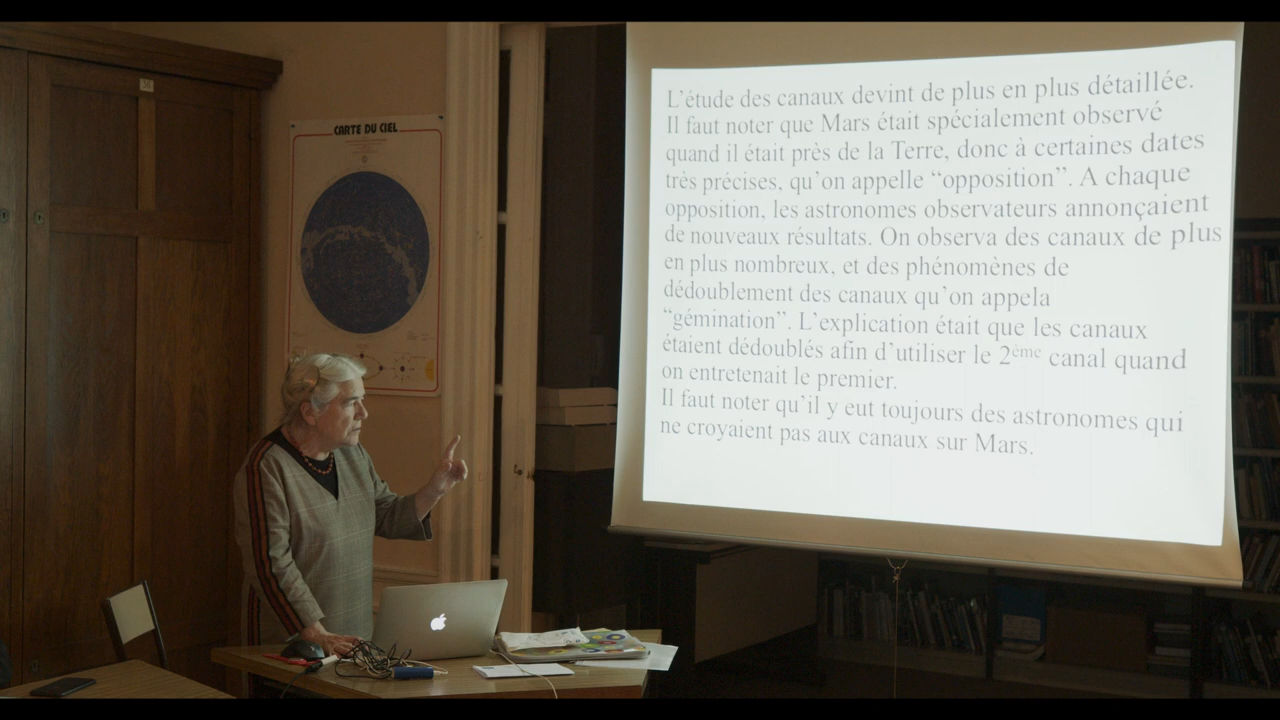 CARTE DU CIEL
L'étude des canaux devint de plus en plus détaillée.
Il faut noter que Mars était spécialement observé
quand il était près de la Terre, donc à certaines dates
très précises, qu'on appelle “opposition”. A chaque
opposition, les astronomes observateurs annonçaient
de nouveaux résultats. On observa des canaux de plus
en plus nombreux, et des phénomènes de
dédoublement des canaux qu'on appela
“gémination”. L'explication était que les canaux
étaient dédoublés afin d'utiliser le 2ème canal quand
on entretenait le premier.
Il faut noter qu'il y eut toujours des astronomes qui
ne croyaient pas aux canaux sur Mars.